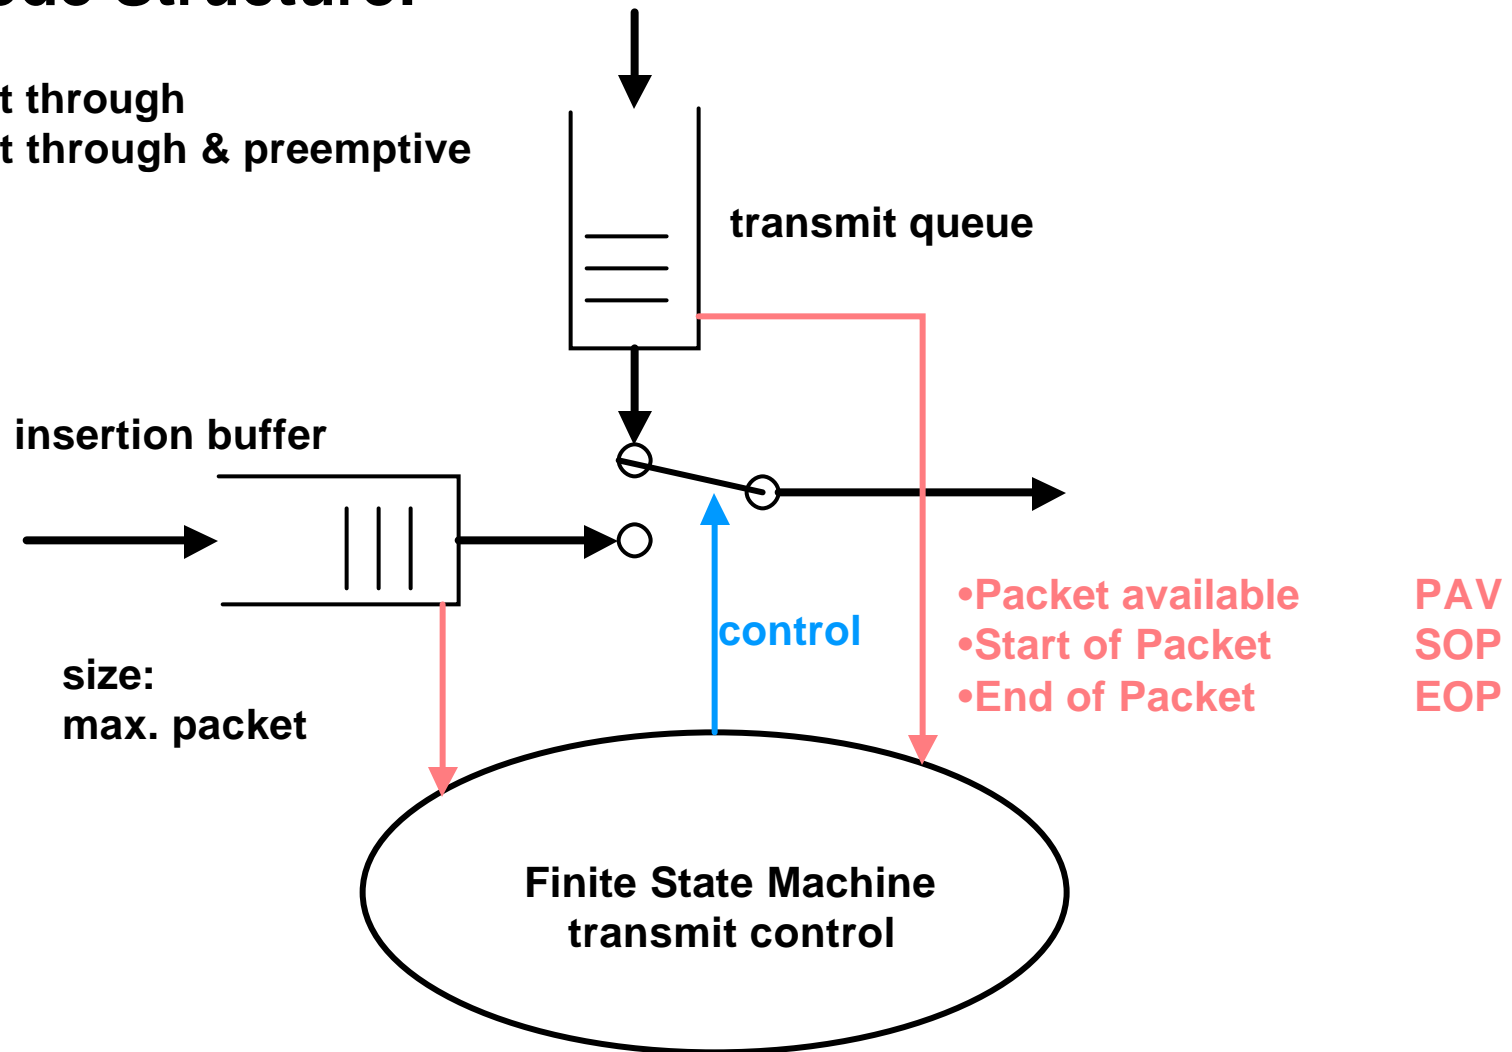 t through
t through & preemptive
transmit queue
insertion buffer
•Packet available PAV
control
•Start of Packet SOP
size:
•End of Packet EOP
max. packet
Finite State Machine
transmit control